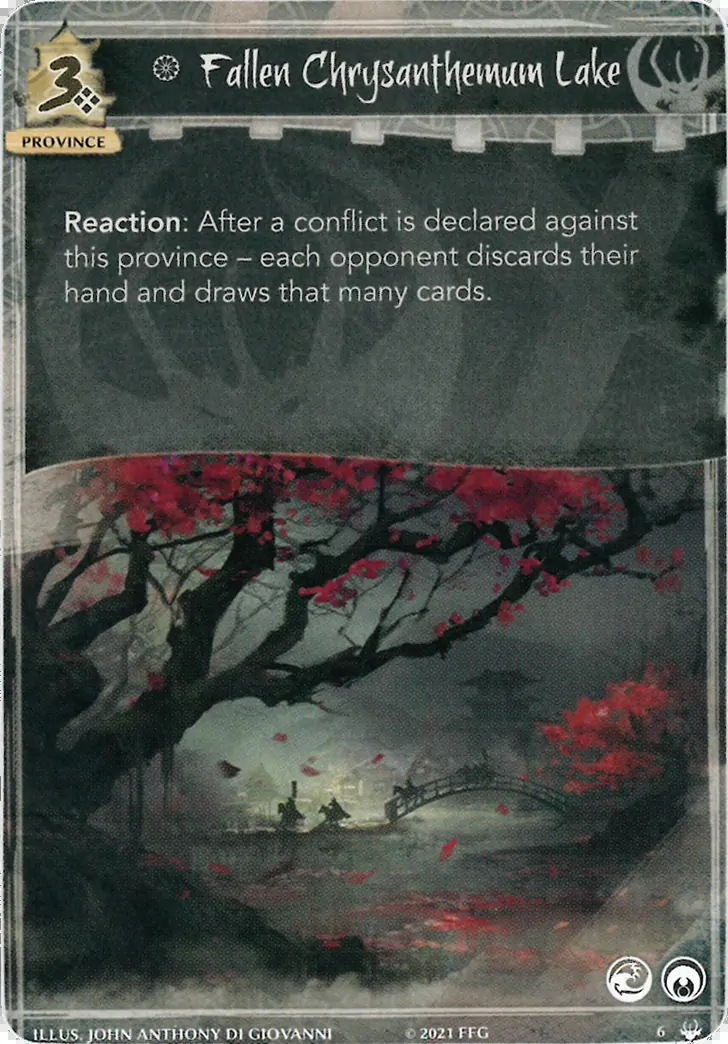 3
Fallen Chrysanthemum Lake
PROVINCE
Reaction: After a conflict is declared against
this province – each opponent discards their
hand and draws that many cards.
ILLUS. JOHN ANTHONY DI GIOVANNI
© 2021 FFG
6